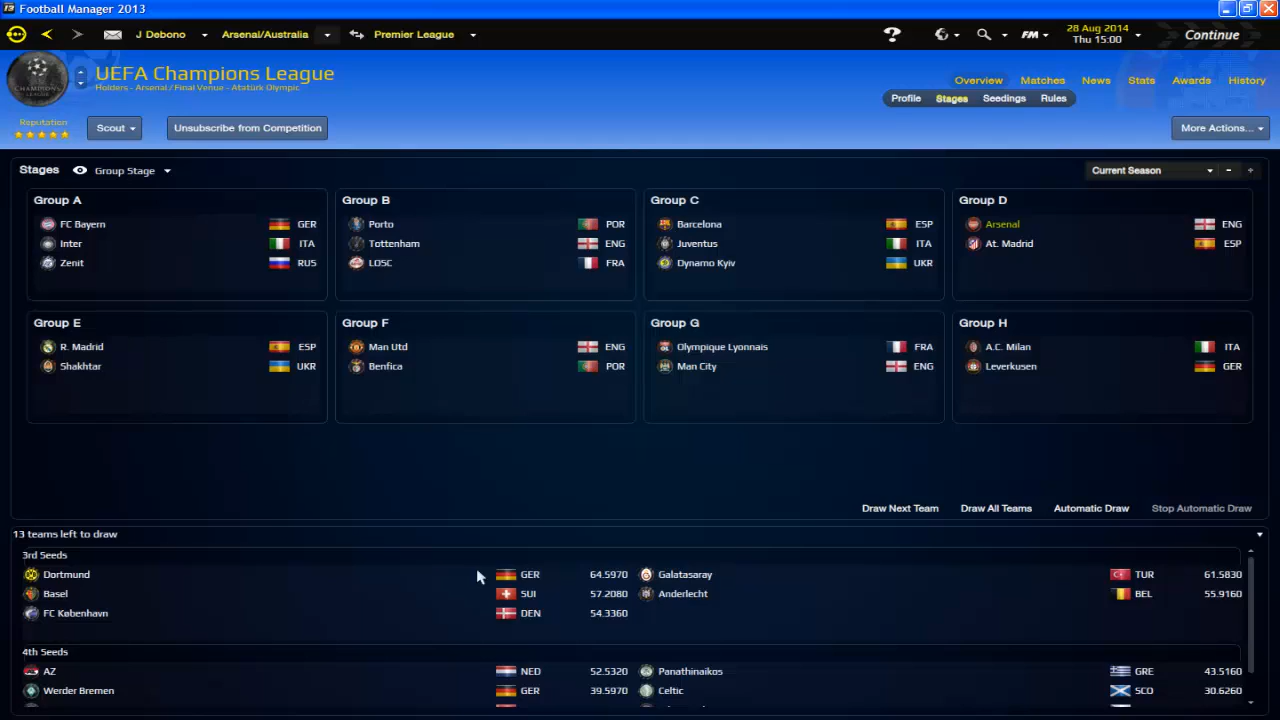 Football Manager 2013
J Debono Arsenal/Australia Premier League 28 Aug 2014 Thu 15:00 FM Continue
UEFA Champions League
Holders - Arsenal / Final Venue - Atatürk Olympic
Overview Matches News Stats Awards History
Profile Stages Seedings Rules
Reputation
Scout Unsubscribe from Competition More Actions...
Stages Group Stage Current Season
Group A Group B Group C Group D
FC Bayern GER Porto POR Barcelona ESP Arsenal ENG
Inter ITA Tottenham ENG Juventus ITA At. Madrid ESP
Zenit RUS LOSC FRA Dynamo Kyiv UKR
Group E Group F Group G Group H
R. Madrid ESP Man Utd ENG Olympique Lyonnais FRA A.C. Milan ITA
Shakhtar UKR Benfica POR Man City ENG Leverkusen GER
Draw Next Team Draw All Teams Automatic Draw Stop Automatic Draw
13 teams left to draw
3rd Seeds
Dortmund GER 64.5970 Galatasaray TUR 61.5830
Basel SUI 57.2080 Anderlecht BEL 55.9160
FC København DEN 54.3360
4th Seeds
AZ NED 52.5320 Panathinaikos GRE 43.5160
Werder Bremen GER 39.5970 Celtic SCO 30.6260